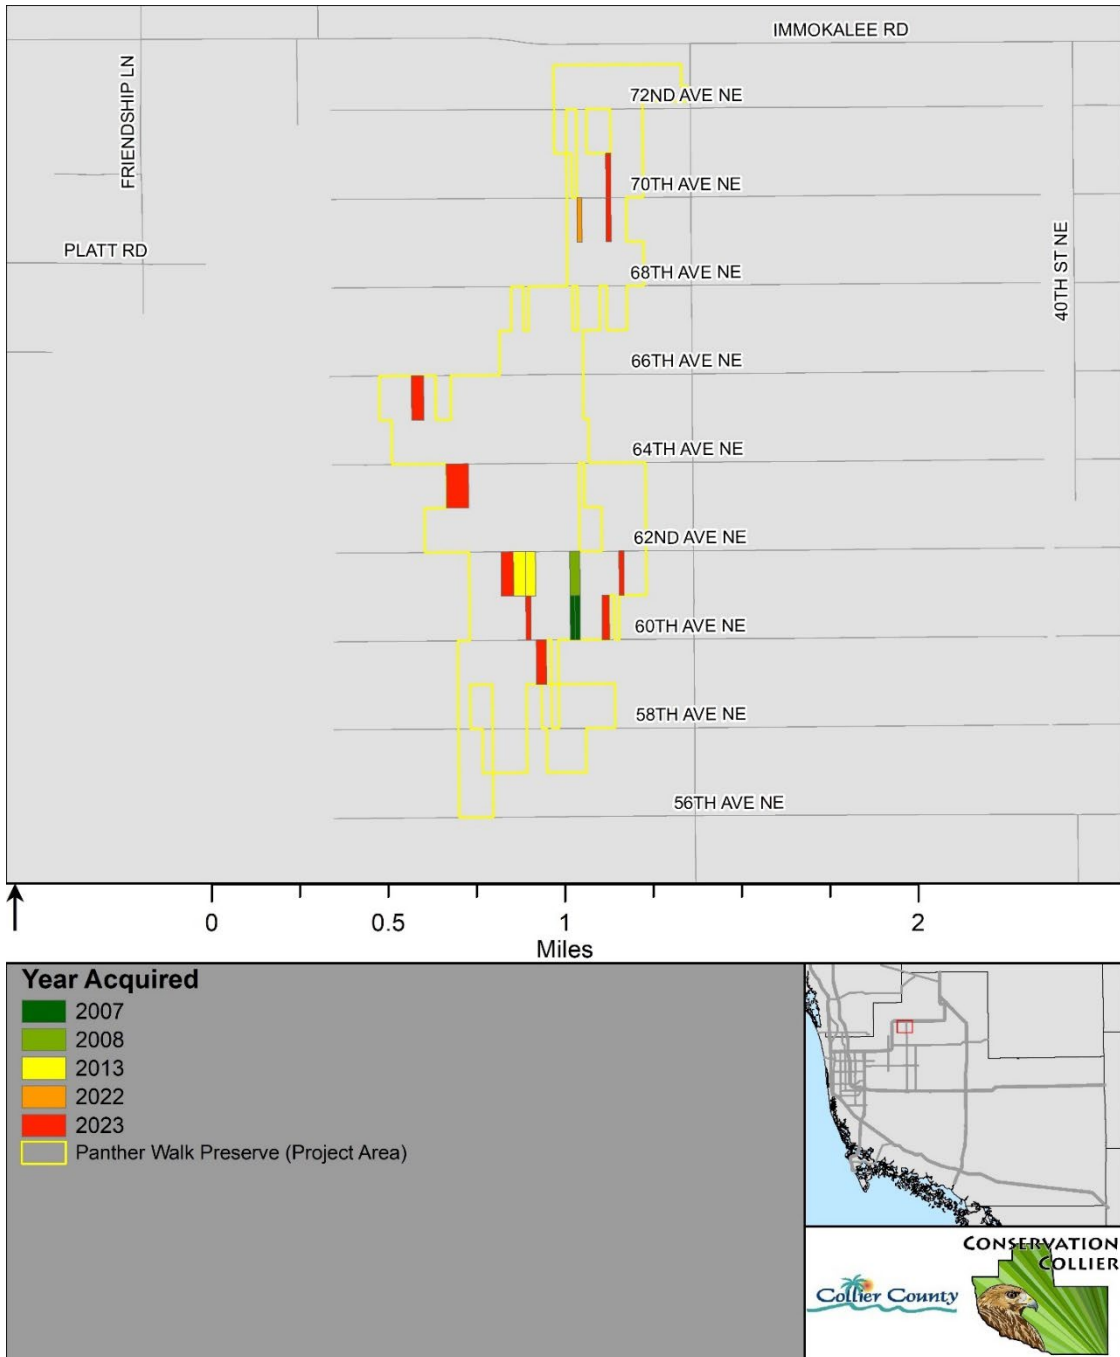 IMMOKALEE RD
FRIENDSHIP LN
72ND AVE NE
70TH AVE NE
PLATT RD
68TH AVE NE
40TH ST NE
66TH AVE NE
64TH AVE NE
62ND AVE NE
60TH AVE NE
58TH AVE NE
56TH AVE NE
0 0.5 1 2
Miles
Year Acquired
2007
2008
2013
2022
2023
Panther Walk Preserve (Project Area)
CONSERVATION
COLLIER
Collier County